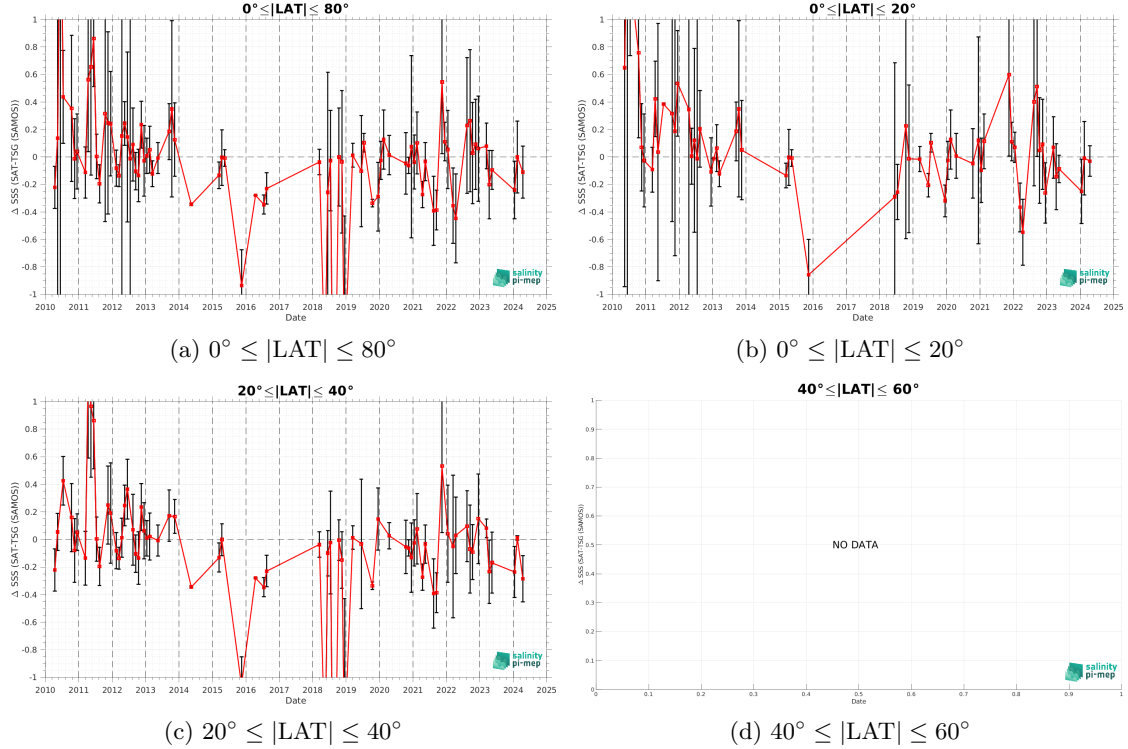 0°≤|LAT|≤ 80°
Δ SSS (SAT-TSG (SAMOS))
1
0.8
0.6
0.4
0.2
0
-0.2
-0.4
-0.6
-0.8
-1
2010 2011 2012 2013 2014 2015 2016 2017 2018 2019 2020 2021 2022 2023 2024 2025
Date
salinity
pi-mep
(a) 0° ≤ |LAT| ≤ 80°
0°≤|LAT|≤ 20°
Δ SSS (SAT-TSG (SAMOS))
1
0.8
0.6
0.4
0.2
0
-0.2
-0.4
-0.6
-0.8
-1
2010 2011 2012 2013 2014 2015 2016 2017 2018 2019 2020 2021 2022 2023 2024 2025
Date
salinity
pi-mep
(b) 0° ≤ |LAT| ≤ 20°
20°≤|LAT|≤ 40°
Δ SSS (SAT-TSG (SAMOS))
1
0.8
0.6
0.4
0.2
0
-0.2
-0.4
-0.6
-0.8
-1
2010 2011 2012 2013 2014 2015 2016 2017 2018 2019 2020 2021 2022 2023 2024 2025
Date
salinity
pi-mep
(c) 20° ≤ |LAT| ≤ 40°
40°≤|LAT|≤ 60°
Δ SSS (SAT-TSG (SAMOS))
1
0.9
0.8
0.7
0.6
0.5
0.4
0.3
0.2
0.1
0
NO DATA
0 0.1 0.2 0.3 0.4 0.5 0.6 0.7 0.8 0.9 1
Date
salinity
pi-mep
(d) 40° ≤ |LAT| ≤ 60°